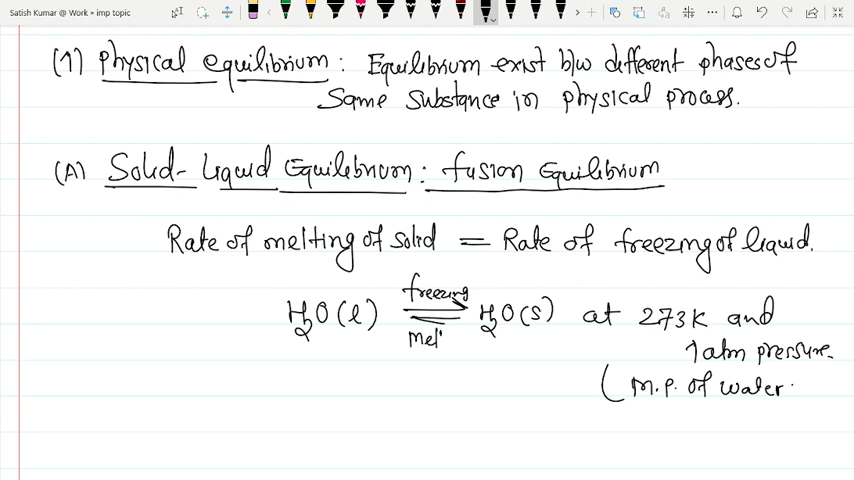 Satish Kumar @ Work » imp topic
(1) Physical equilibrium : Equilibrium exist b/w different phases of
Same substance in physical process.
(A) Solid-Liquid Equilibrium : fusion Equilibrium
Rate of melting of solid = Rate of freezing of liquid.
freezing
H₂O(l) ⇌ H₂O(s) at 273K and
Mel
1 atm pressure.
( M.P. of water